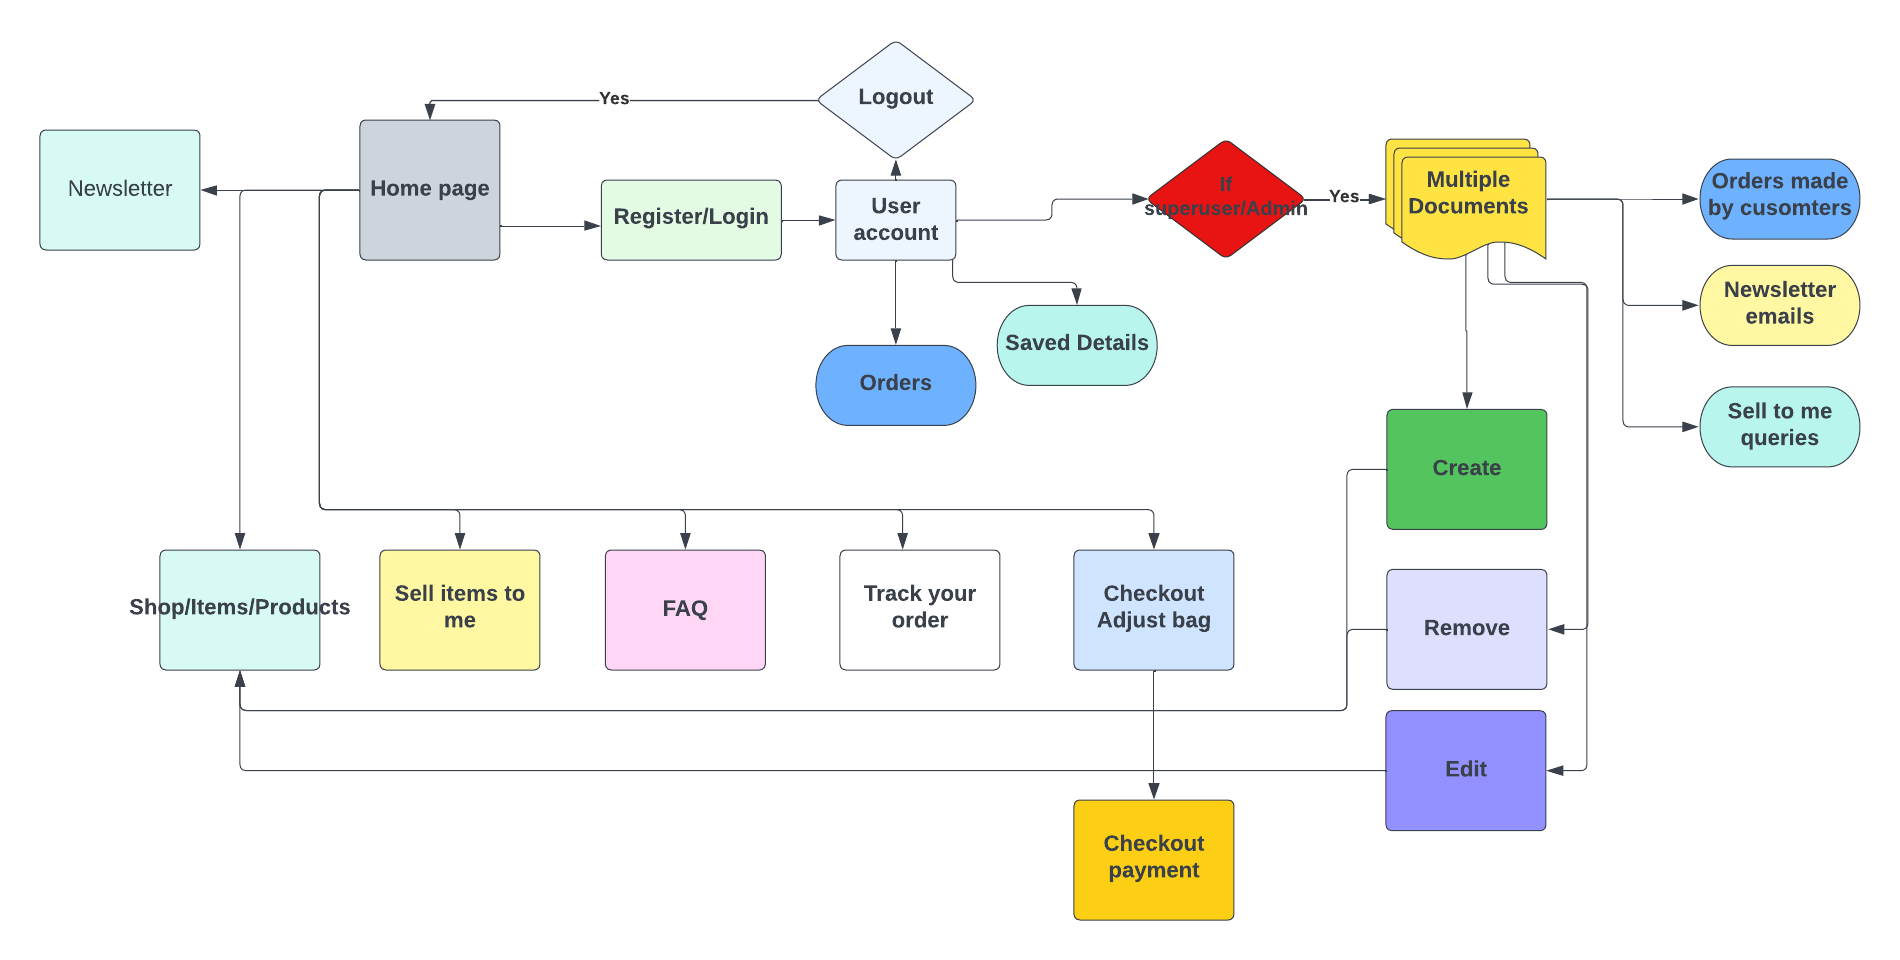 Logout
Yes
Newsletter
Home page
Register/Login
User
account
If
superuser/Admin
Yes
Multiple
Documents
Orders made
by cusomters
Newsletter
emails
Saved Details
Orders
Sell to me
queries
Create
Shop/Items/Products
Sell items to
me
FAQ
Track your
order
Checkout
Adjust bag
Remove
Edit
Checkout
payment